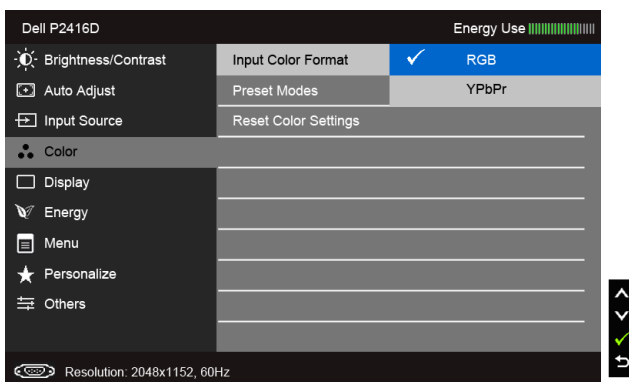 Dell P2416D
Energy Use
Brightness/Contrast
Input Color Format
RGB
Auto Adjust
Preset Modes
YPbPr
Input Source
Reset Color Settings
Color
Display
Energy
Menu
Personalize
Others
Resolution: 2048x1152, 60Hz